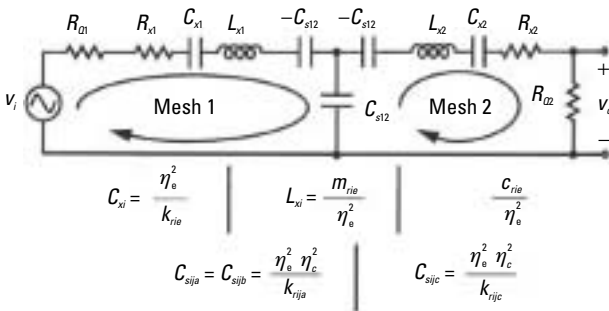 R_Q1 R_x1 C_x1 L_x1 −C_s12 −C_s12 L_x2 C_x2 R_x2
v_i Mesh 1 C_s12 Mesh 2 R_Q2 + v −
C_xi = η_e^2 / k_rie L_xi = m_rie / η_e^2 c_rie / η_e^2
C_sija = C_sijb = η_e^2 η_c^2 / k_rija C_sijc = η_e^2 η_c^2 / k_rijc